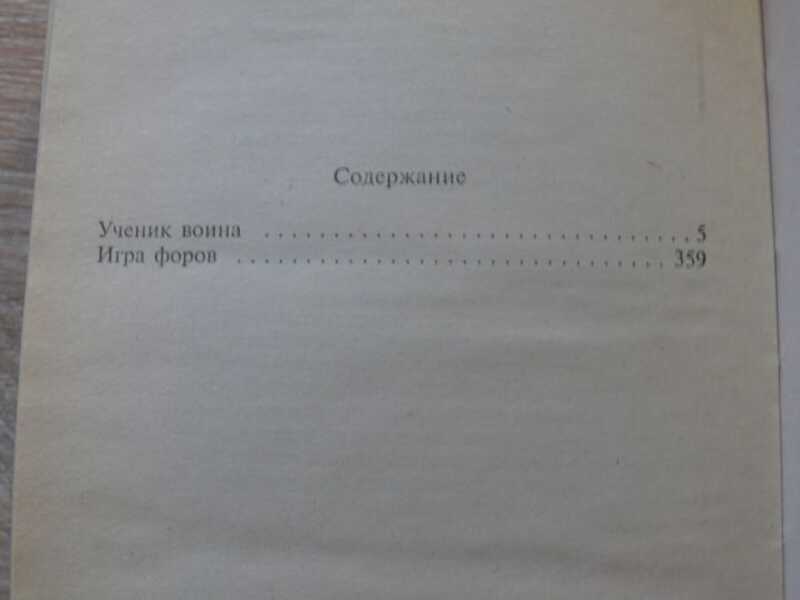 Содержание
Ученик воина ................................ 5
Игра форов ................................ 359